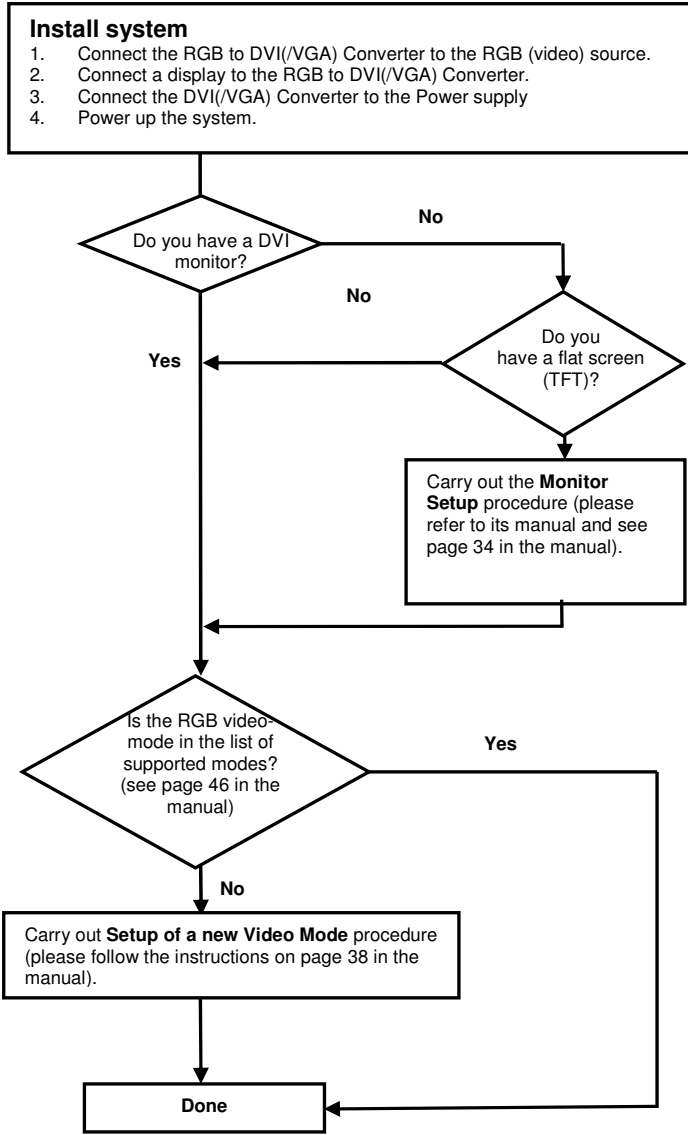 Install system
1. Connect the RGB to DVI(/VGA) Converter to the RGB (video) source.
2. Connect a display to the RGB to DVI(/VGA) Converter.
3. Connect the DVI(/VGA) Converter to the Power supply
4. Power up the system.
Do you have a DVI
monitor?
No
No
Yes
Do you
have a flat screen
(TFT)?
Carry out the Monitor
Setup procedure (please
refer to its manual and see
page 34 in the manual).
Is the RGB video-
mode in the list of
supported modes?
(see page 46 in the
manual)
Yes
No
Carry out Setup of a new Video Mode procedure
(please follow the instructions on page 38 in the
manual).
Done